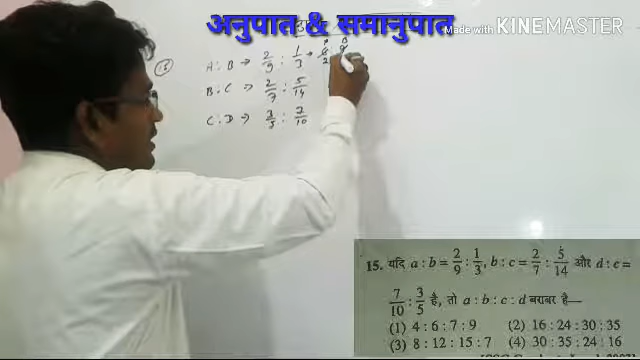 अनुपात & समानुपात
Made with KINEMASTER
15 A : B → 2/9 : 1/3 →
B : C → 2/7 : 5/14
C : D → 3/5 : 7/10
15. यदि a : b = 2/9 : 1/3, b : c = 2/7 : 5/14 और d : c =
7/10 : 3/5 है, तो a : b : c : d बराबर है—
(1) 4 : 6 : 7 : 9 (2) 16 : 24 : 30 : 35
(3) 8 : 12 : 15 : 7 (4) 30 : 35 : 24 : 16